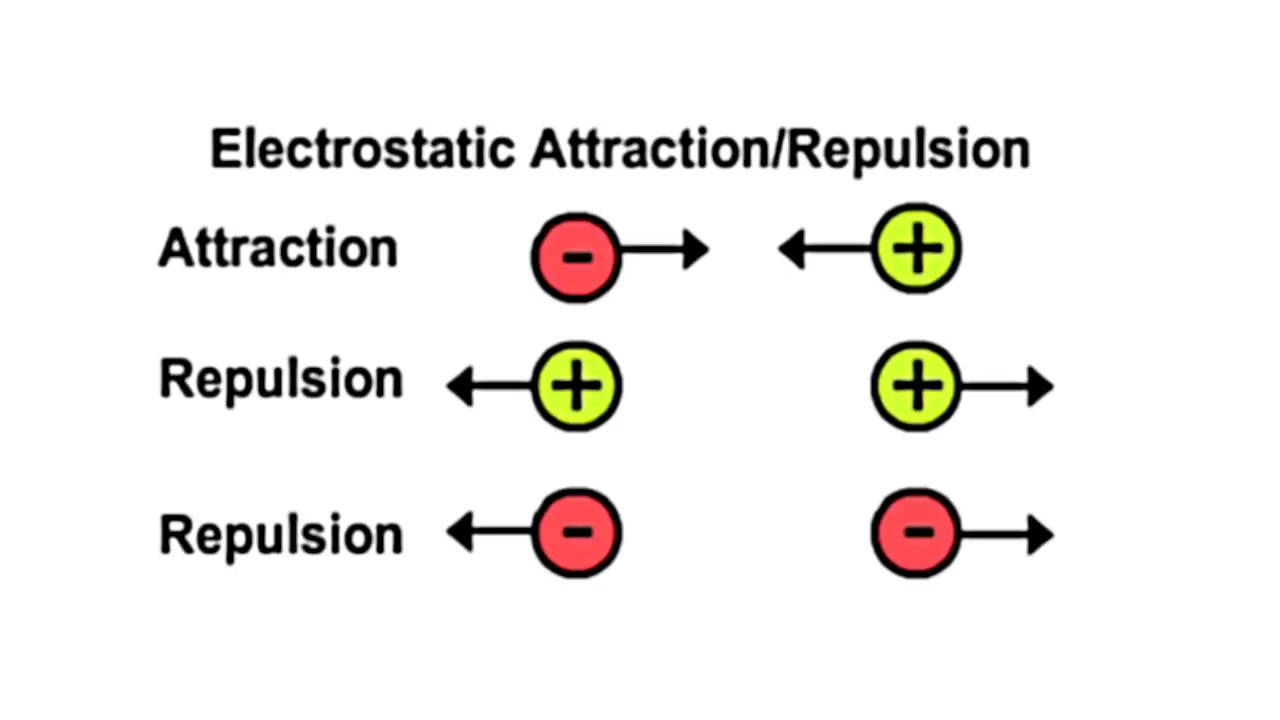 Electrostatic Attraction/Repulsion
Attraction - +
Repulsion + +
Repulsion - -